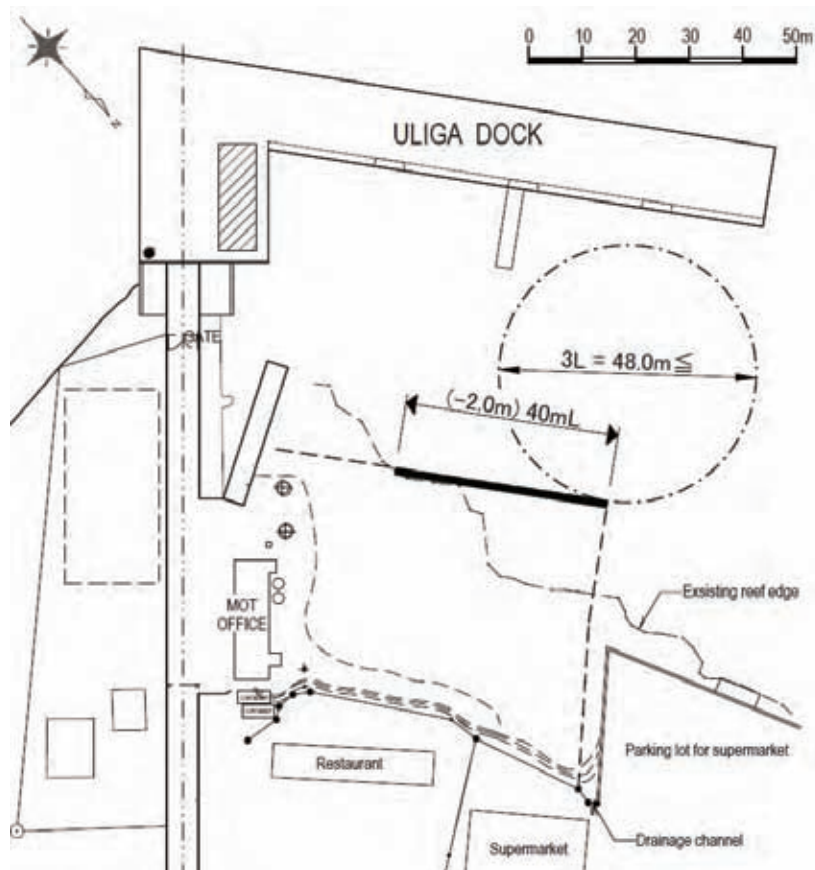 0 10 20 30 40 50m
N
ULIGA DOCK
GATE
3L = 48.0m ≦
(-2.0m) 40mL
Exsisting reef edge
MOT
OFFICE
Parking lot for supermarket
Restaurant
Drainage channel
Supermarket